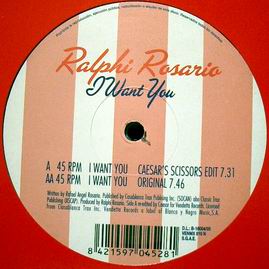 Ralphi Rosario
I Want You
A 45 RPM I WANT YOU CAESAR'S SCISSORS EDIT 7.31
AA 45 RPM I WANT YOU ORIGINAL 7.46
Written by Rafael Angel Rosario. Published by Casablanca Trax Publishing Inc. (SOCAN) obo Classic Trax
Publishing (ASCAP). Produced by Ralphi Rosario. Side A re-edited by Caesar for Vendetta Records. Licensed
from Casablanca Trax Inc. Vendetta Records a label of Blanco y Negro Music, S.A.
8 421597 045281
S.G.A.E.